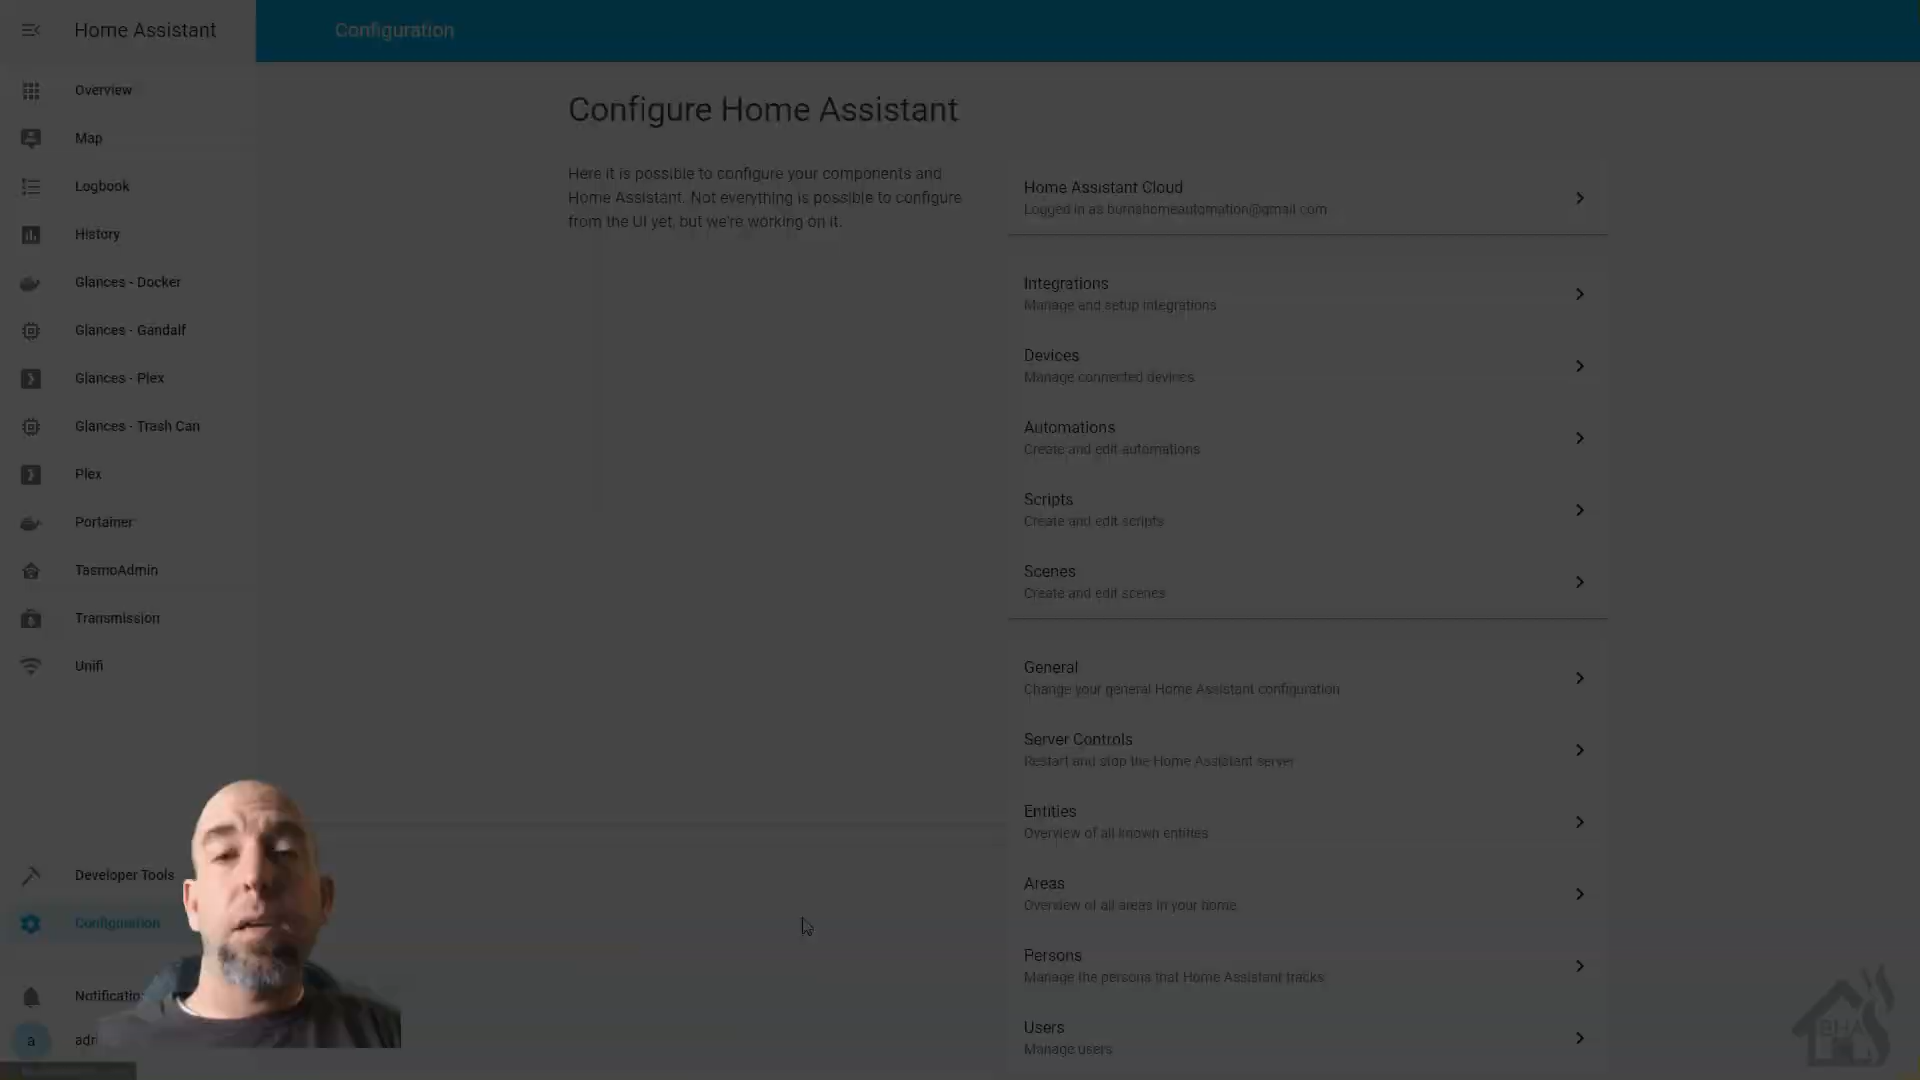 Home Assistant
Configuration
Overview
Map
Logbook
History
Glances - Docker
Glances - Gandalf
Glances - Plex
Glances - Trash Can
Plex
Portainer
TasmoAdmin
Transmission
Unifi
Developer Tools
Configuration
Notificatio
a
adri
Configure Home Assistant
Here it is possible to configure your components and
Home Assistant. Not everything is possible to configure
from the UI yet, but we're working on it.
Home Assistant Cloud
Logged in as burnshomeautomation@gmail.com
Integrations
Manage and setup integrations
Devices
Manage connected devices
Automations
Create and edit automations
Scripts
Create and edit scripts
Scenes
Create and edit scenes
General
Change your general Home Assistant configuration
Server Controls
Restart and stop the Home Assistant server
Entities
Overview of all known entities
Areas
Overview of all areas in your home
Persons
Manage the persons that Home Assistant tracks
Users
Manage users
BHA